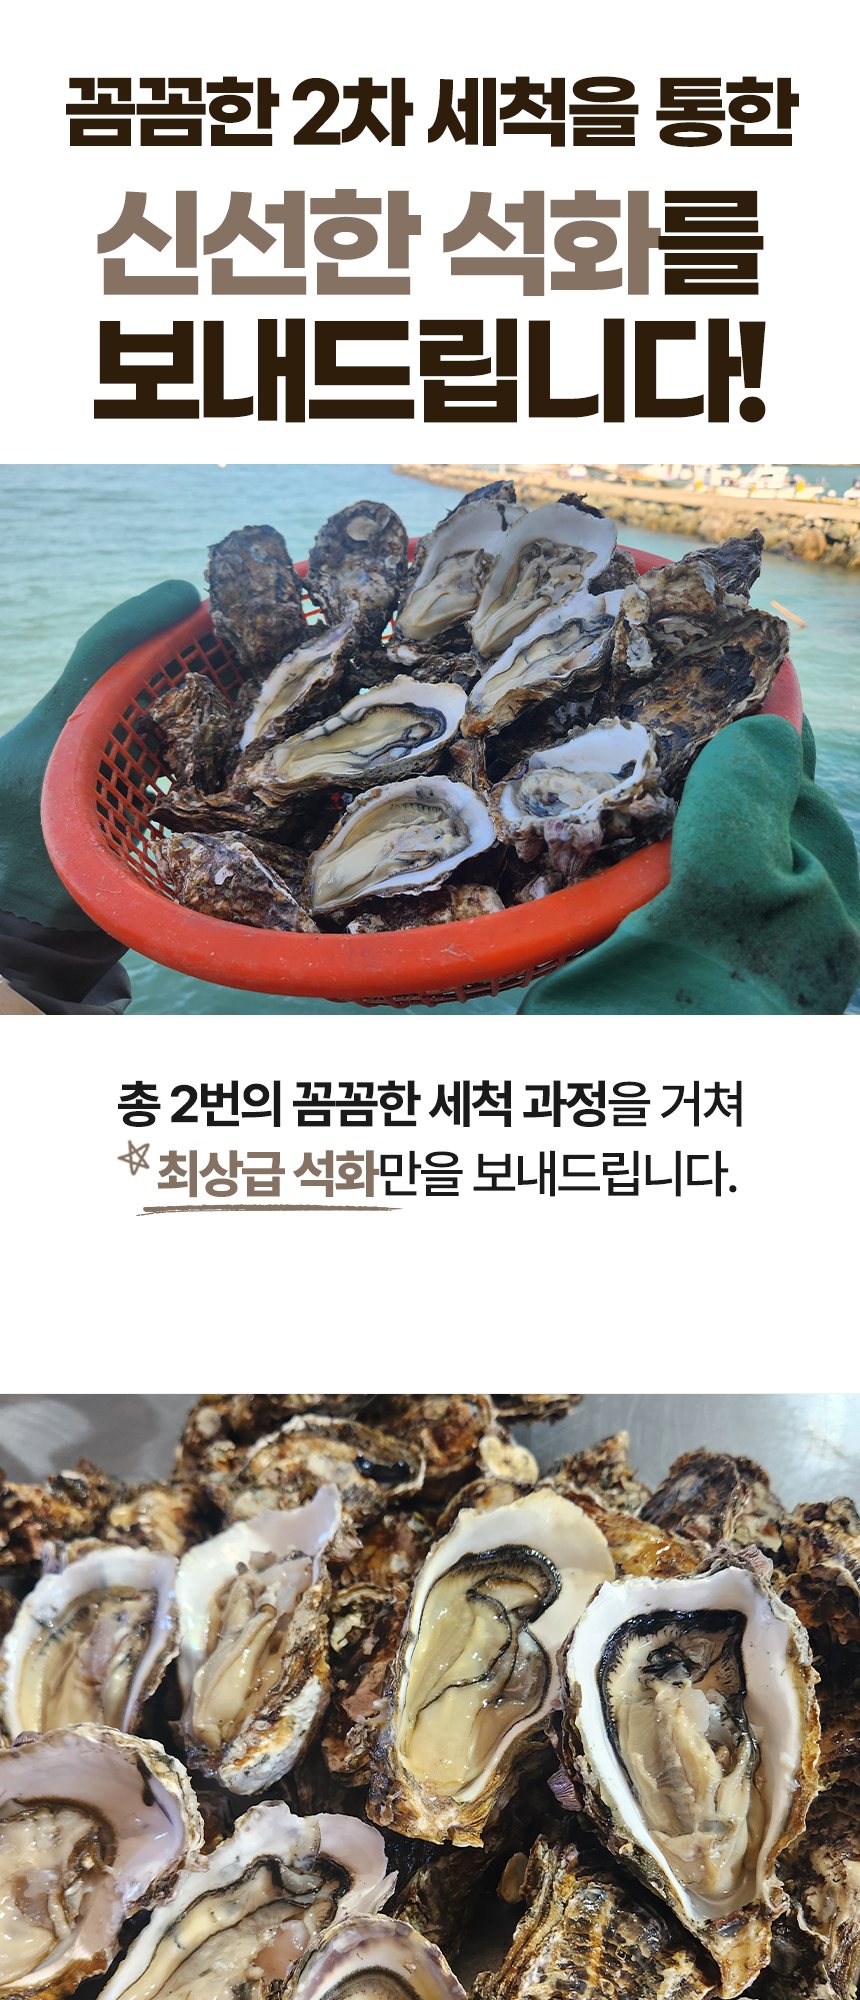 꼼꼼한 2차 세척을 통한
신선한 석화를
보내드립니다!
총 2번의 꼼꼼한 세척 과정을 거쳐
최상급 석화만을 보내드립니다.